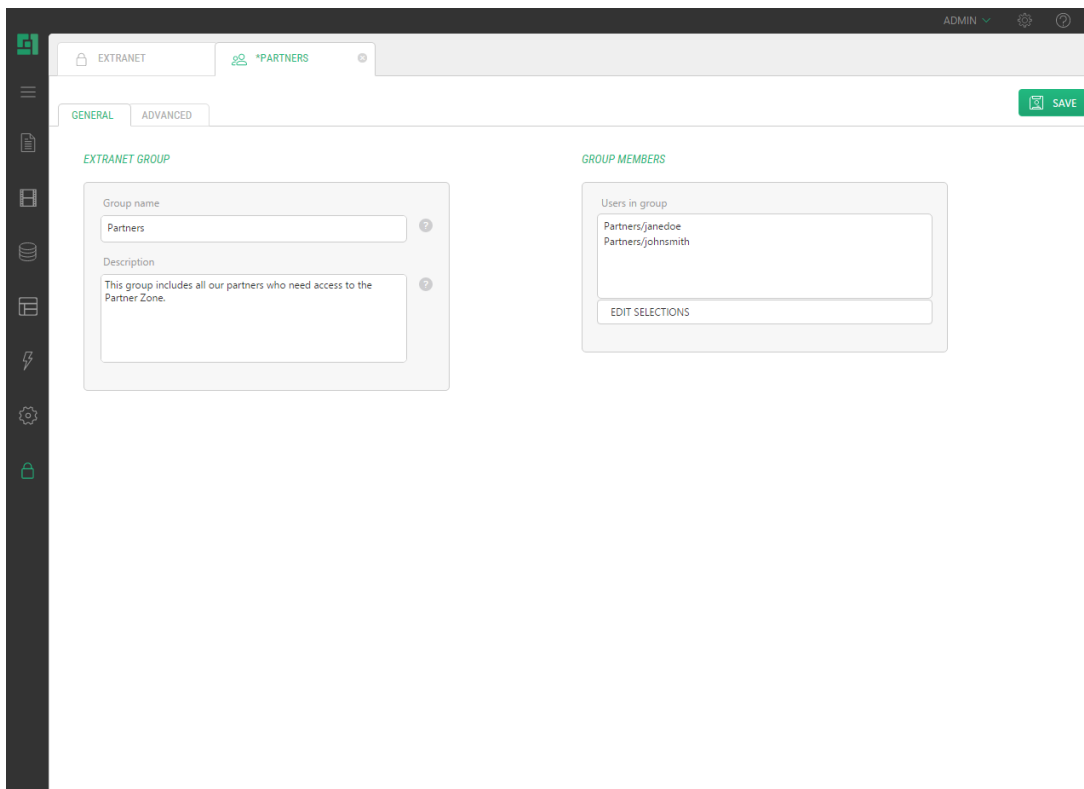 ADMIN
EXTRANET
*PARTNERS
SAVE
GENERAL
ADVANCED
EXTRANET GROUP
GROUP MEMBERS
Group name
Partners
Description
This group includes all our partners who need access to the
Partner Zone.
Users in group
Partners/janedoe
Partners/johnsmith
EDIT SELECTIONS